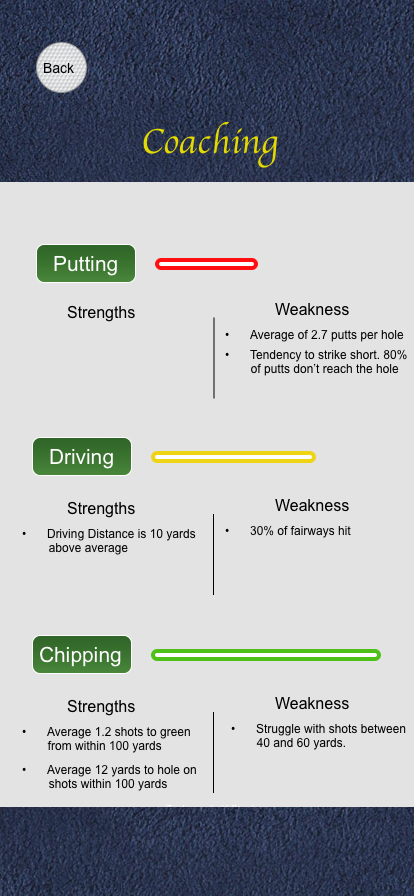 Back
Coaching
Putting
Strengths
Weakness
• Average of 2.7 putts per hole
• Tendency to strike short. 80%
of putts don't reach the hole
Driving
Strengths
• Driving Distance is 10 yards
above average
Weakness
• 30% of fairways hit
Chipping
Strengths
• Average 1.2 shots to green
from within 100 yards
• Average 12 yards to hole on
shots within 100 yards
Weakness
• Struggle with shots between
40 and 60 yards.